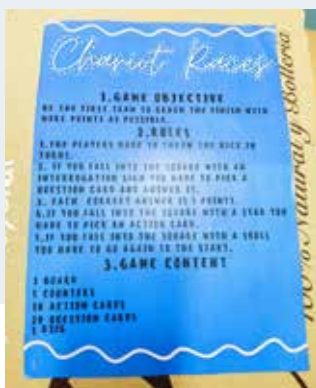 Chariot Races
1.GAME OBJECTIVE
BE THE FIRST TEAM TO REACH THE FINISH WITH
MORE POINTS AS POSSIBLE.
2.RULES
1.THE PLAYERS HAVE TO THROW THE DICE IN
TURNS.
2. IF YOU FALL INTO THE SQUARE WITH AN
INTERROGATION SIGN YOU HAVE TO PICK A
QUESTION CARD AND ANSWER IT.
3. EACH CORRECT ANSWER IS 5 POINTS.
4.IF YOU FALL INTO THE SQUARE WITH A STAR YOU
HAVE TO PICK AN ACTION CARD.
5.IF YOU FALL INTO THE SQUARE WITH A SKULL
YOU HAVE TO GO AGAIN TO THE START.
3.GAME CONTENT
1 BOARD
COUNTERS
ACTION CARDS
20 QUESTION CARDS
1 DICE
100% Natural y Bollería